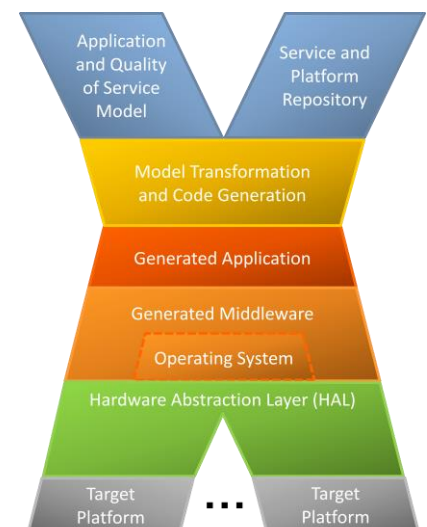 Application
and Quality
of Service
Model
Service and
Platform
Repository
Model Transformation
and Code Generation
Generated Application
Generated Middleware
Operating System
Hardware Abstraction Layer (HAL)
Target
Platform
...
Target
Platform